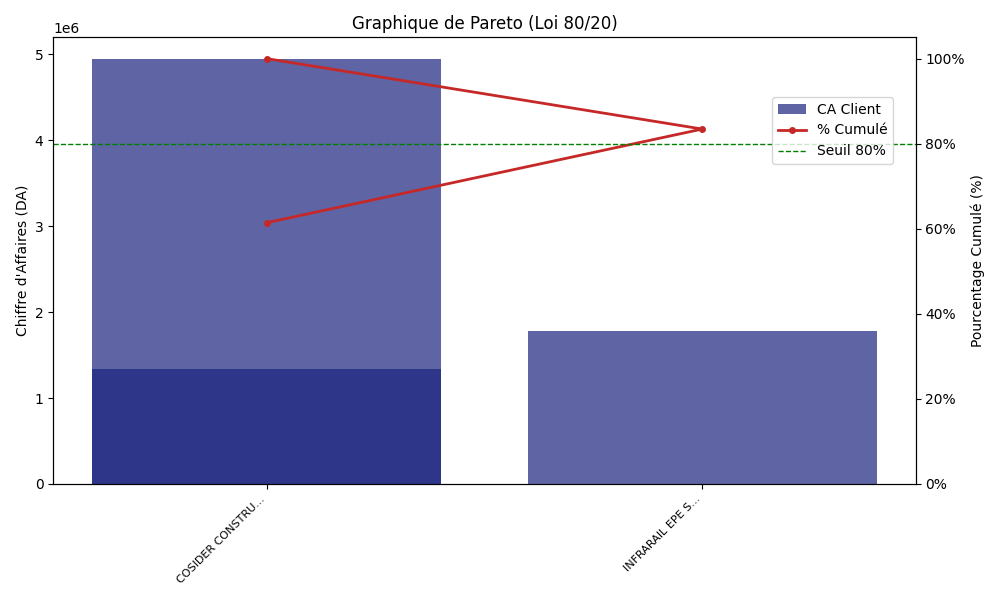 Graphique de Pareto (Loi 80/20)
1e6
5
4
3
2
1
0
Chiffre d'Affaires (DA)
100%
80%
60%
40%
20%
0%
Pourcentage Cumulé (%)
CA Client
% Cumulé
Seuil 80%
COSIDER CONSTRU...
INFRARAIL EPE S...